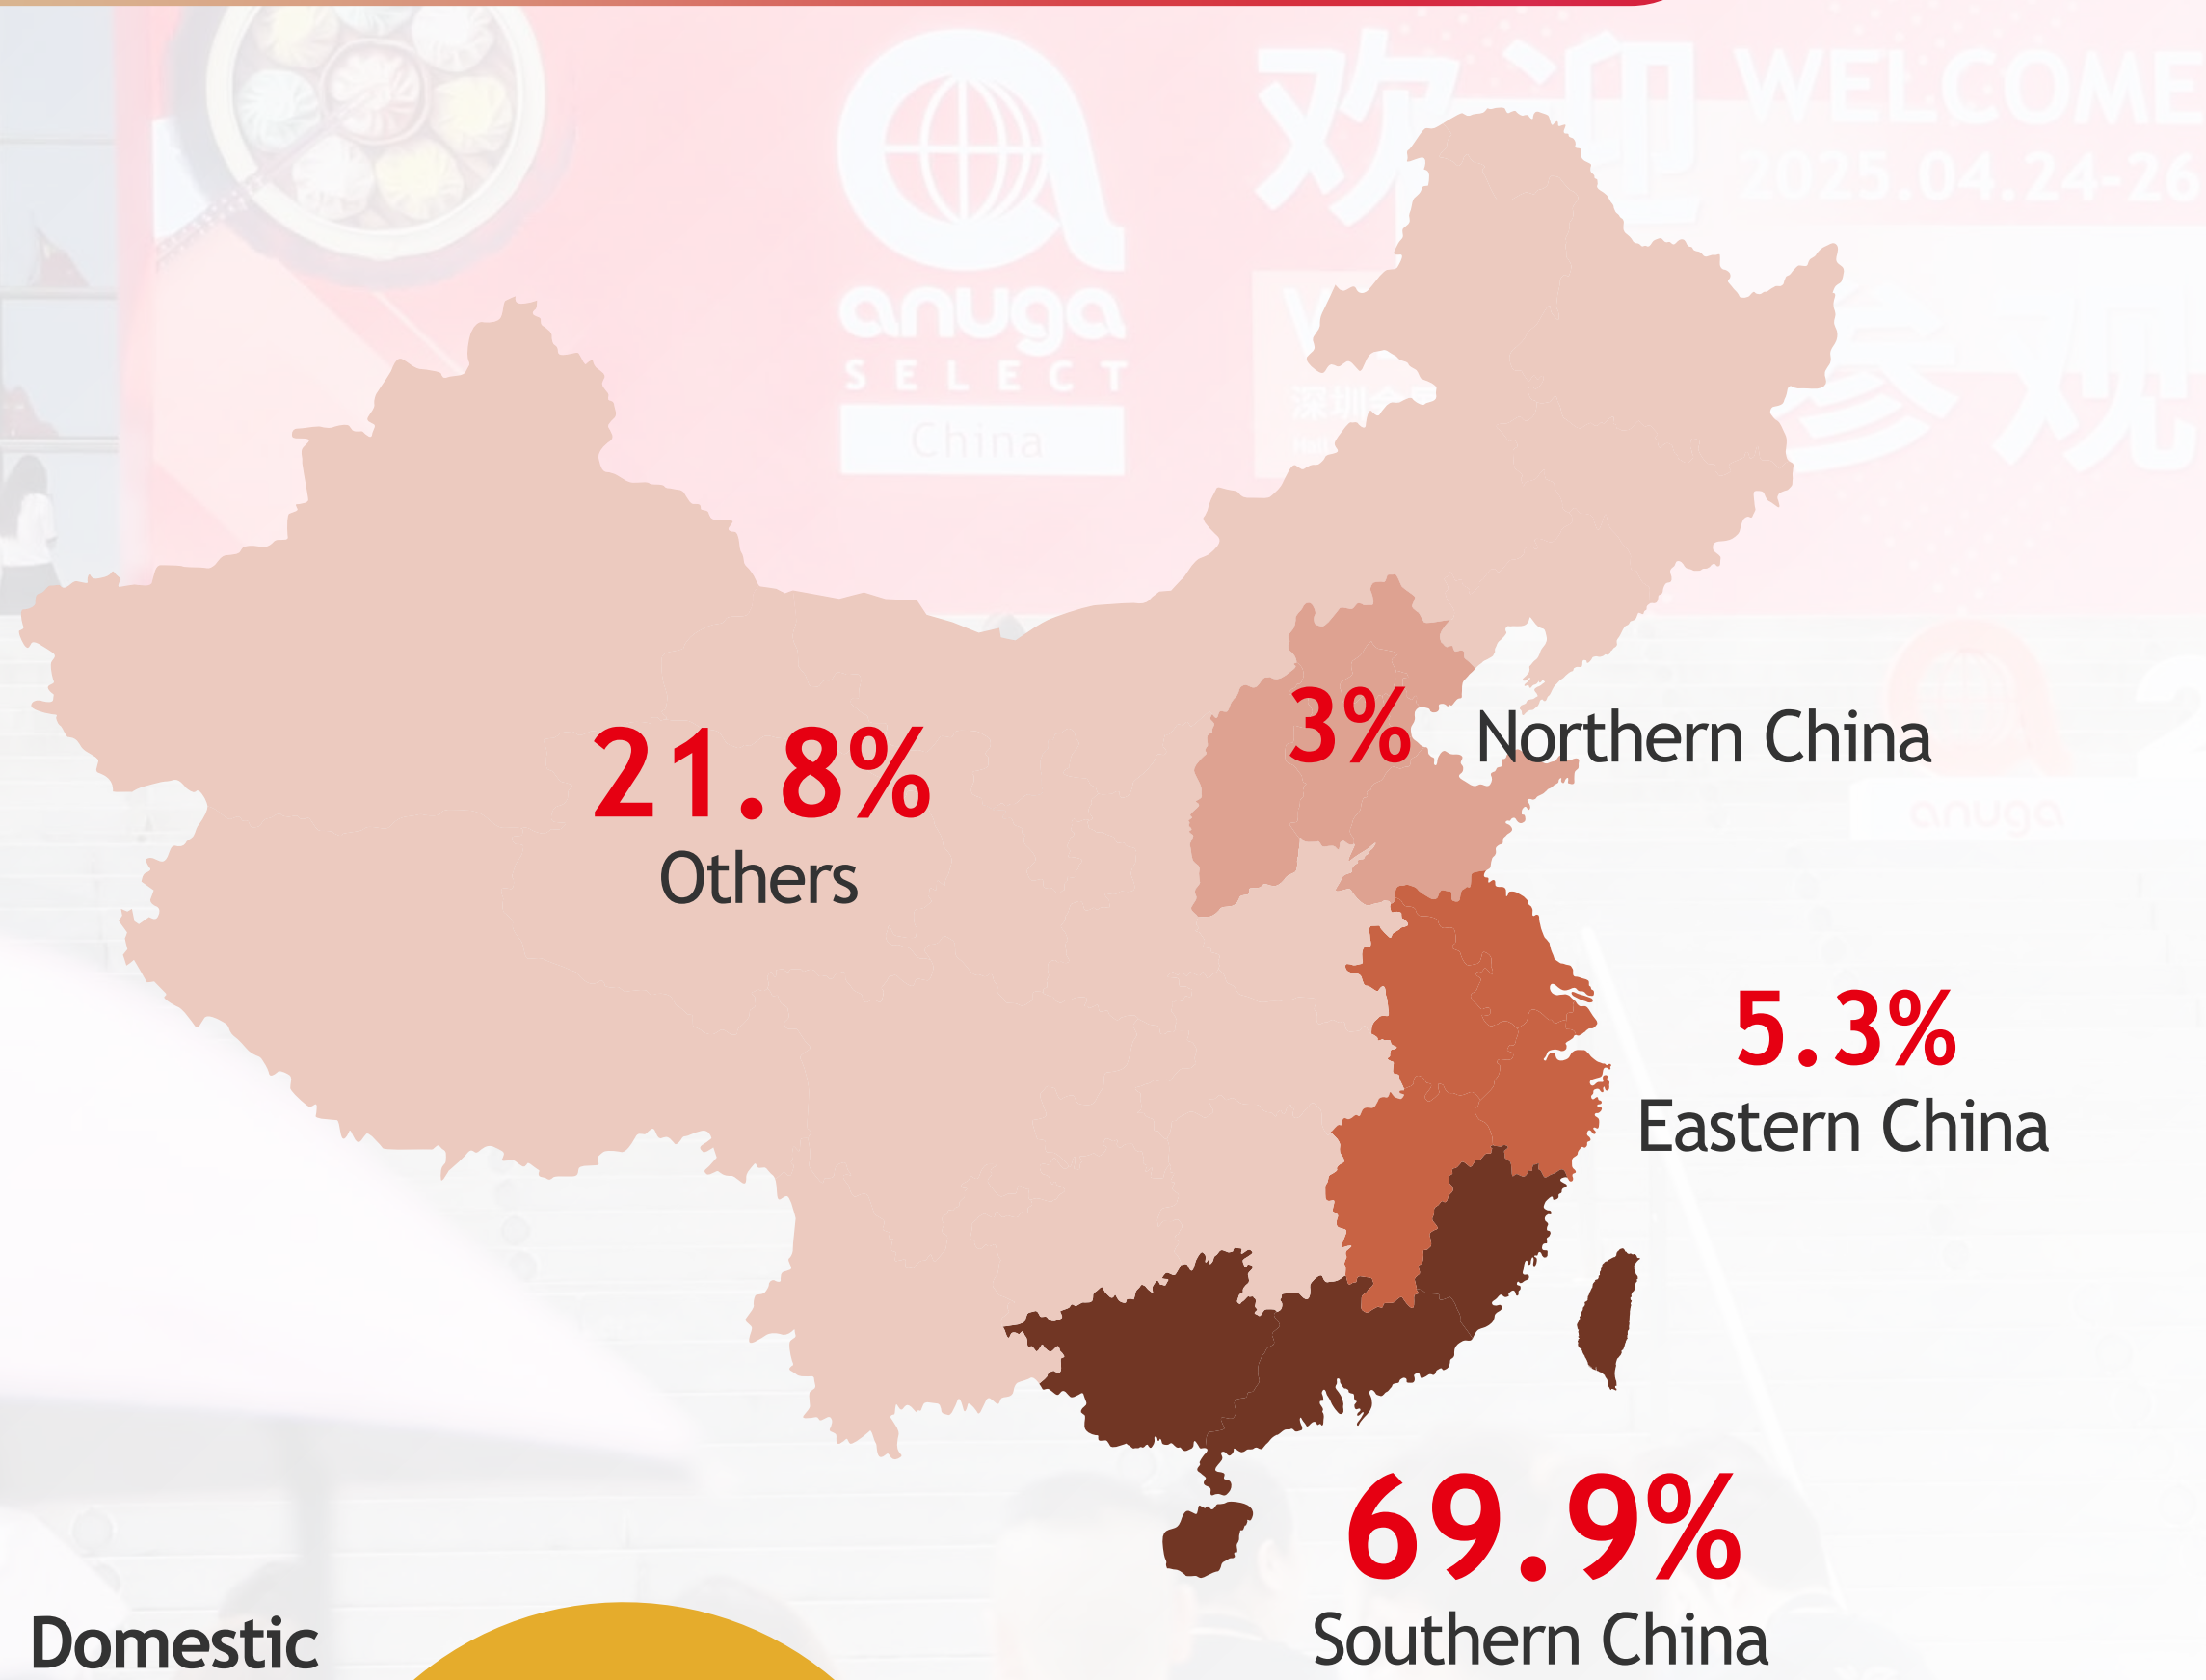 欢迎
WELCOME
2025.04.24-26
anuga
SELECT
China
参观
21.8%
Others
3%
Northern China
anuga
5.3%
Eastern China
69.9%
Southern China
Domestic